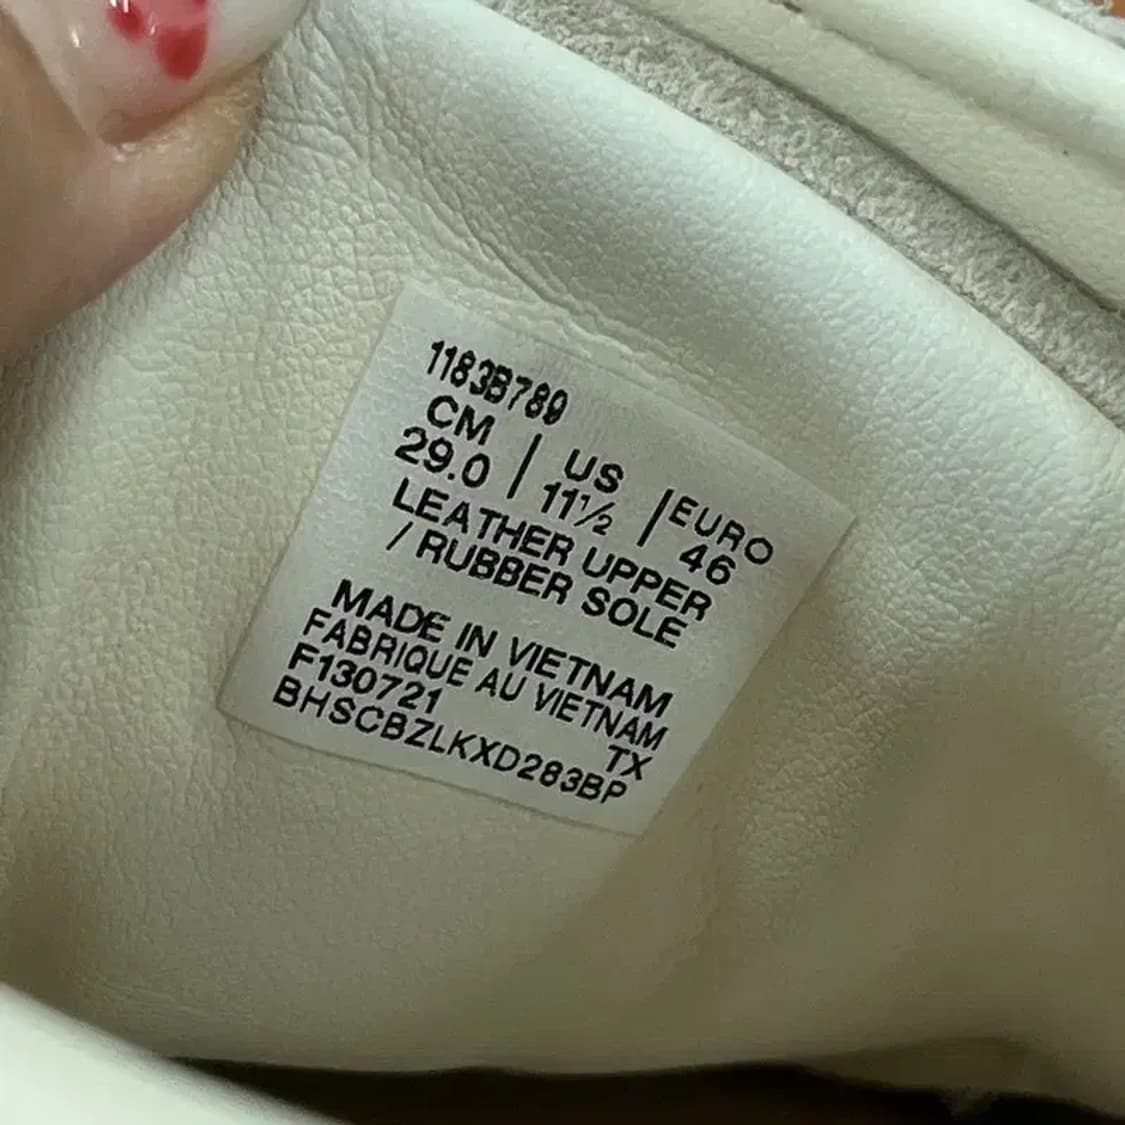 1183B789
CM | US | EURO
29.0 | 11½ | 46
LEATHER UPPER
/ RUBBER SOLE
MADE IN VIETNAM
FABRIQUE AU VIETNAM
F130721 TX
BHSCBZLKXD283BP